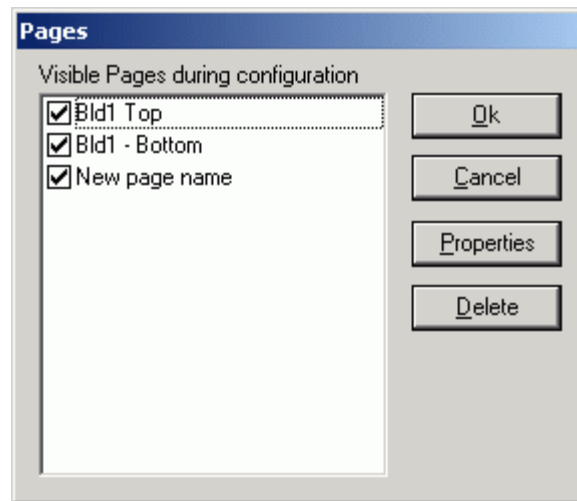 Pages
Visible Pages during configuration
Bld1 Top
Bld1 - Bottom
New page name
Ok
Cancel
Properties
Delete